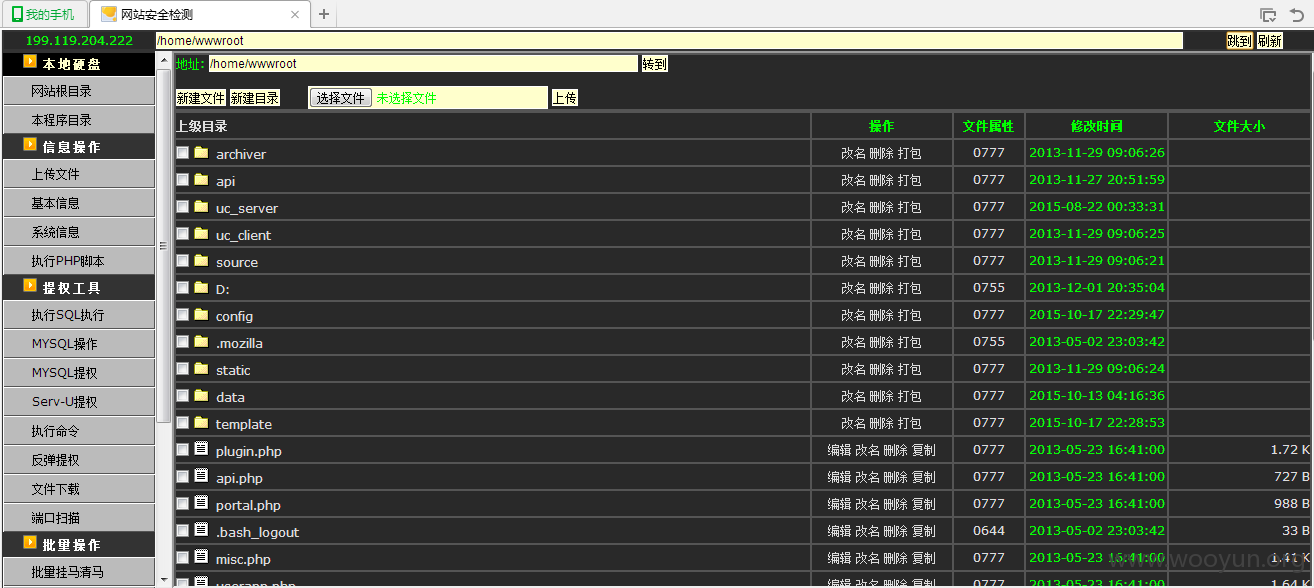 我的手机
网站安全检测
199.119.204.222 /home/wwwroot 跳到 刷新
本地硬盘
网站根目录
本程序目录
信息操作
上传文件
基本信息
系统信息
执行PHP脚本
提权工具
执行SQL执行
MYSQL操作
MYSQL提权
Serv-U提权
执行命令
反弹提权
文件下载
端口扫描
批量操作
批量挂马清马
地址: /home/wwwroot 转到
新建文件 新建目录 选择文件 未选择文件 上传
上级目录 操作 文件属性 修改时间 文件大小
archiver 改名 删除 打包 0777 2013-11-29 09:06:26
api 改名 删除 打包 0777 2013-11-27 20:51:59
uc_server 改名 删除 打包 0777 2015-08-22 00:33:31
uc_client 改名 删除 打包 0777 2013-11-29 09:06:25
source 改名 删除 打包 0777 2013-11-29 09:06:21
D: 改名 删除 打包 0755 2013-12-01 20:35:04
config 改名 删除 打包 0777 2015-10-17 22:29:47
.mozilla 改名 删除 打包 0755 2013-05-02 23:03:42
static 改名 删除 打包 0777 2013-11-29 09:06:24
data 改名 删除 打包 0777 2015-10-13 04:16:36
template 改名 删除 打包 0777 2015-10-17 22:28:53
plugin.php 编辑 改名 删除 复制 0777 2013-05-23 16:41:00 1.72 K
api.php 编辑 改名 删除 复制 0777 2013-05-23 16:41:00 727 B
portal.php 编辑 改名 删除 复制 0777 2013-05-23 16:41:00 988 B
.bash_logout 编辑 改名 删除 复制 0644 2013-05-02 23:03:42 33 B
misc.php 编辑 改名 删除 复制 0777 2013-05-23 16:41:00 1.41 K
www.wooyun.org
userapp.php 编辑 改名 删除 复制 0777 2013-05-23 16:41:00 1.64 K